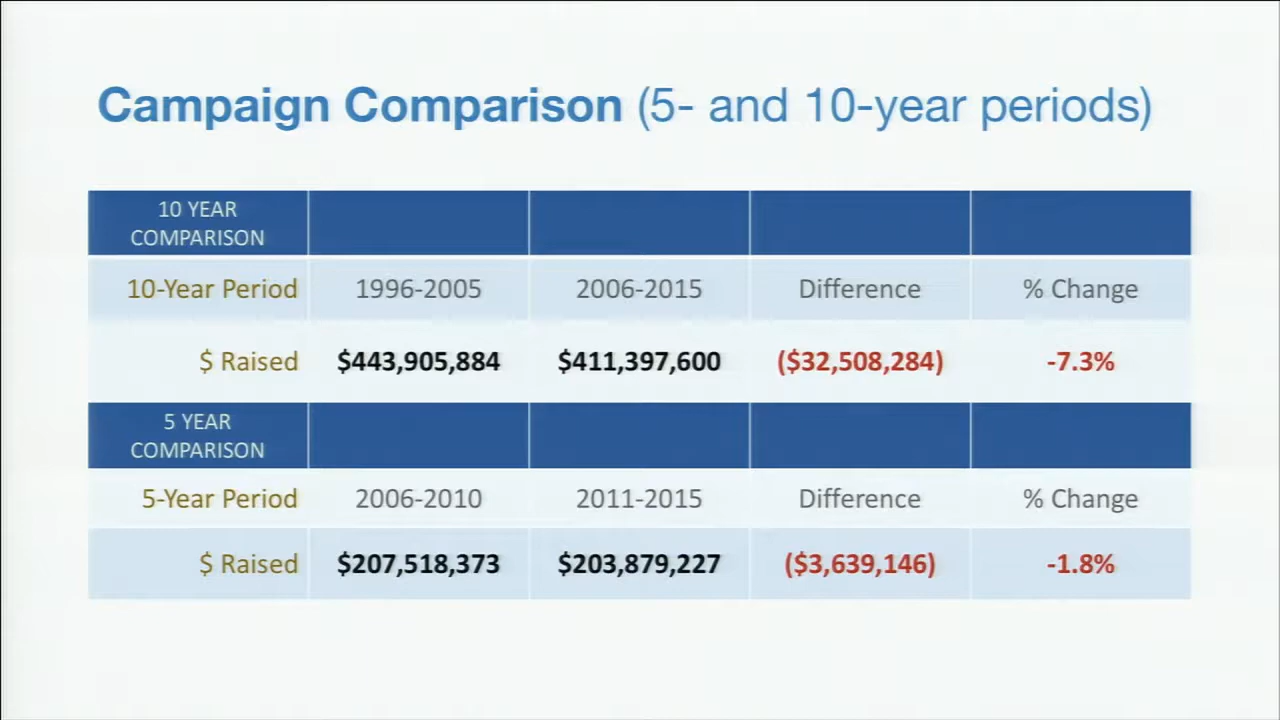 Campaign Comparison (5- and 10-year periods)
10 YEAR
COMPARISON
10-Year Period 1996-2005 2006-2015 Difference % Change
$ Raised $443,905,884 $411,397,600 ($32,508,284) -7.3%
5 YEAR
COMPARISON
5-Year Period 2006-2010 2011-2015 Difference % Change
$ Raised $207,518,373 $203,879,227 ($3,639,146) -1.8%